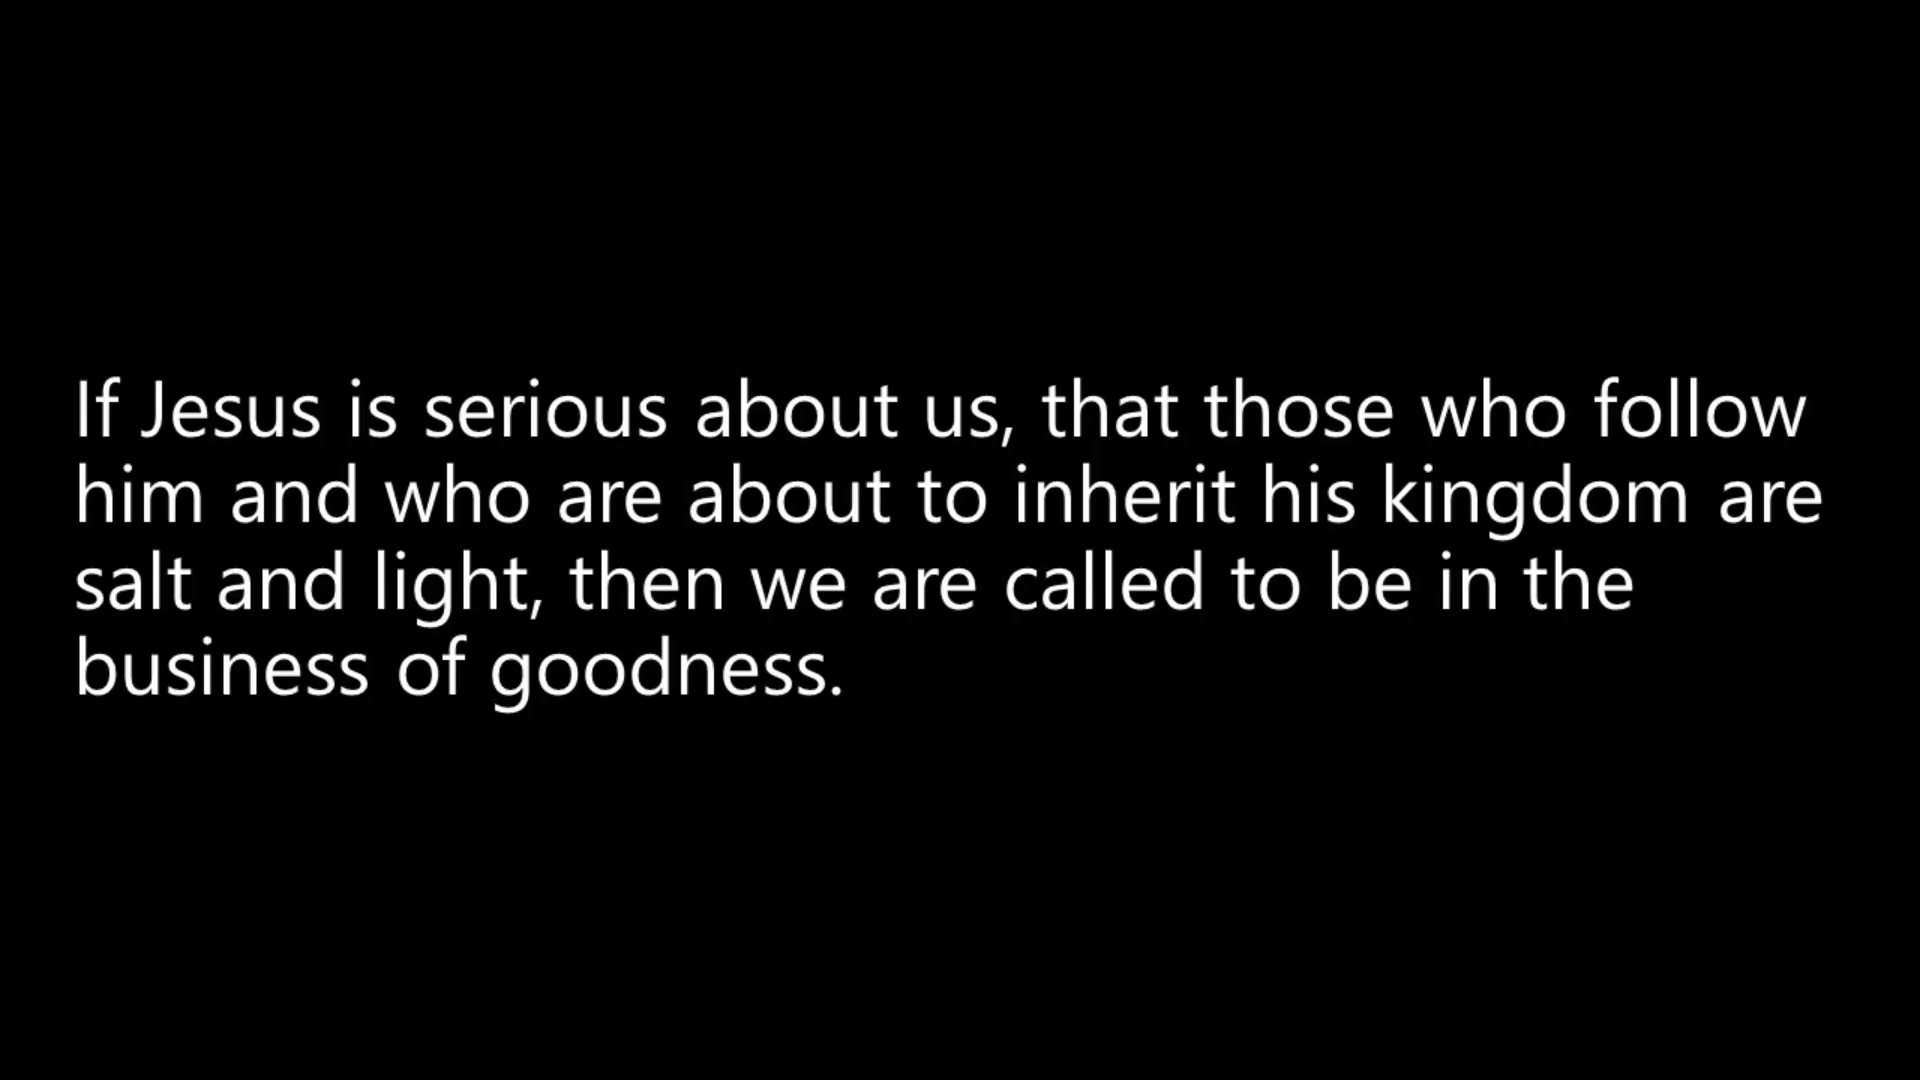 If Jesus is serious about us, that those who follow
him and who are about to inherit his kingdom are
salt and light, then we are called to be in the
business of goodness.